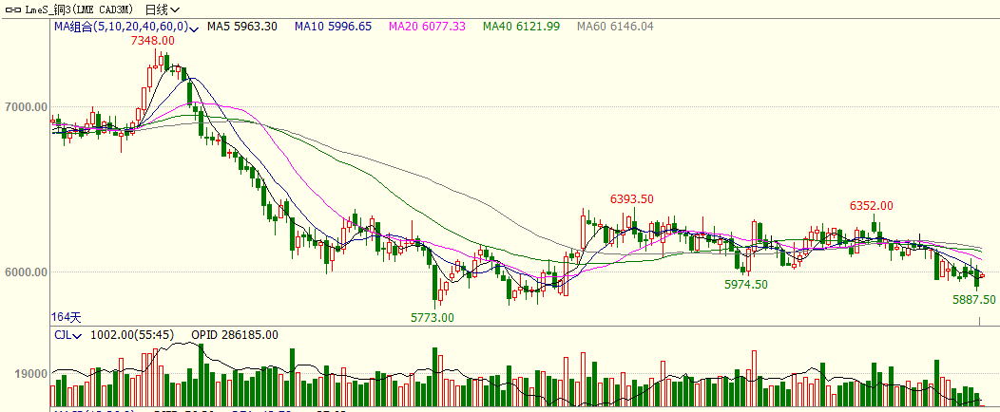 LmeS_铜3(LME CAD3M) 日线
MA组合(5,10,20,40,60,0) MA5 5963.30 MA10 5996.65 MA20 6077.33 MA40 6121.99 MA60 6146.04
7348.00
7000.00
6393.50
6352.00
6000.00
5974.50
5887.50
5773.00
164天
CJL 1002.00(55:45) OPID 286185.00
19000